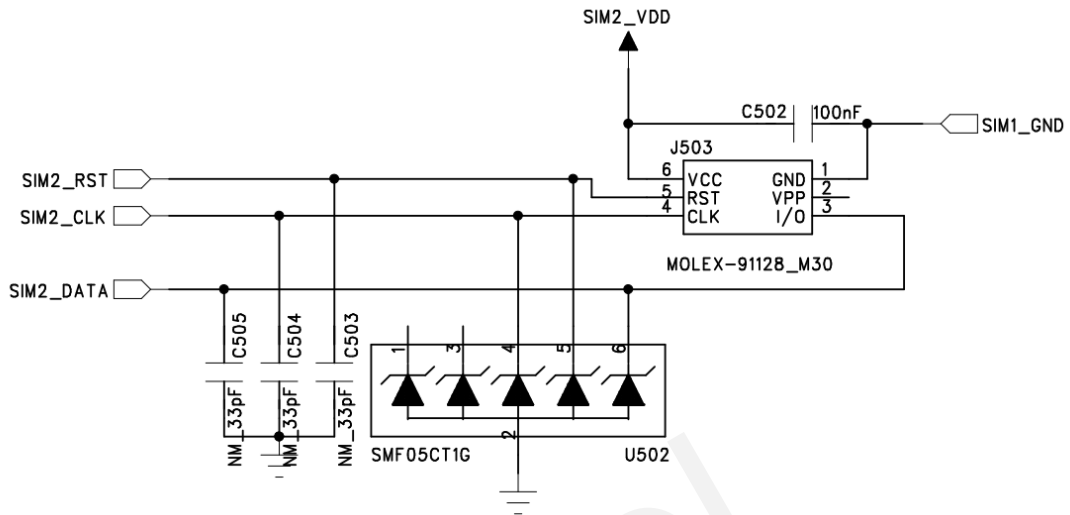 SIM2_VDD
C502 100nF
SIM1_GND
J503
SIM2_RST
6 VCC GND 1
5 RST VPP 2
4 CLK I/O 3
SIM2_CLK
MOLEX-91128_M30
SIM2_DATA
C505
C504
C503
NM_33pF
NM_33pF
NM_33pF
1 3 4 5 6
2
SMF05CT1G U502